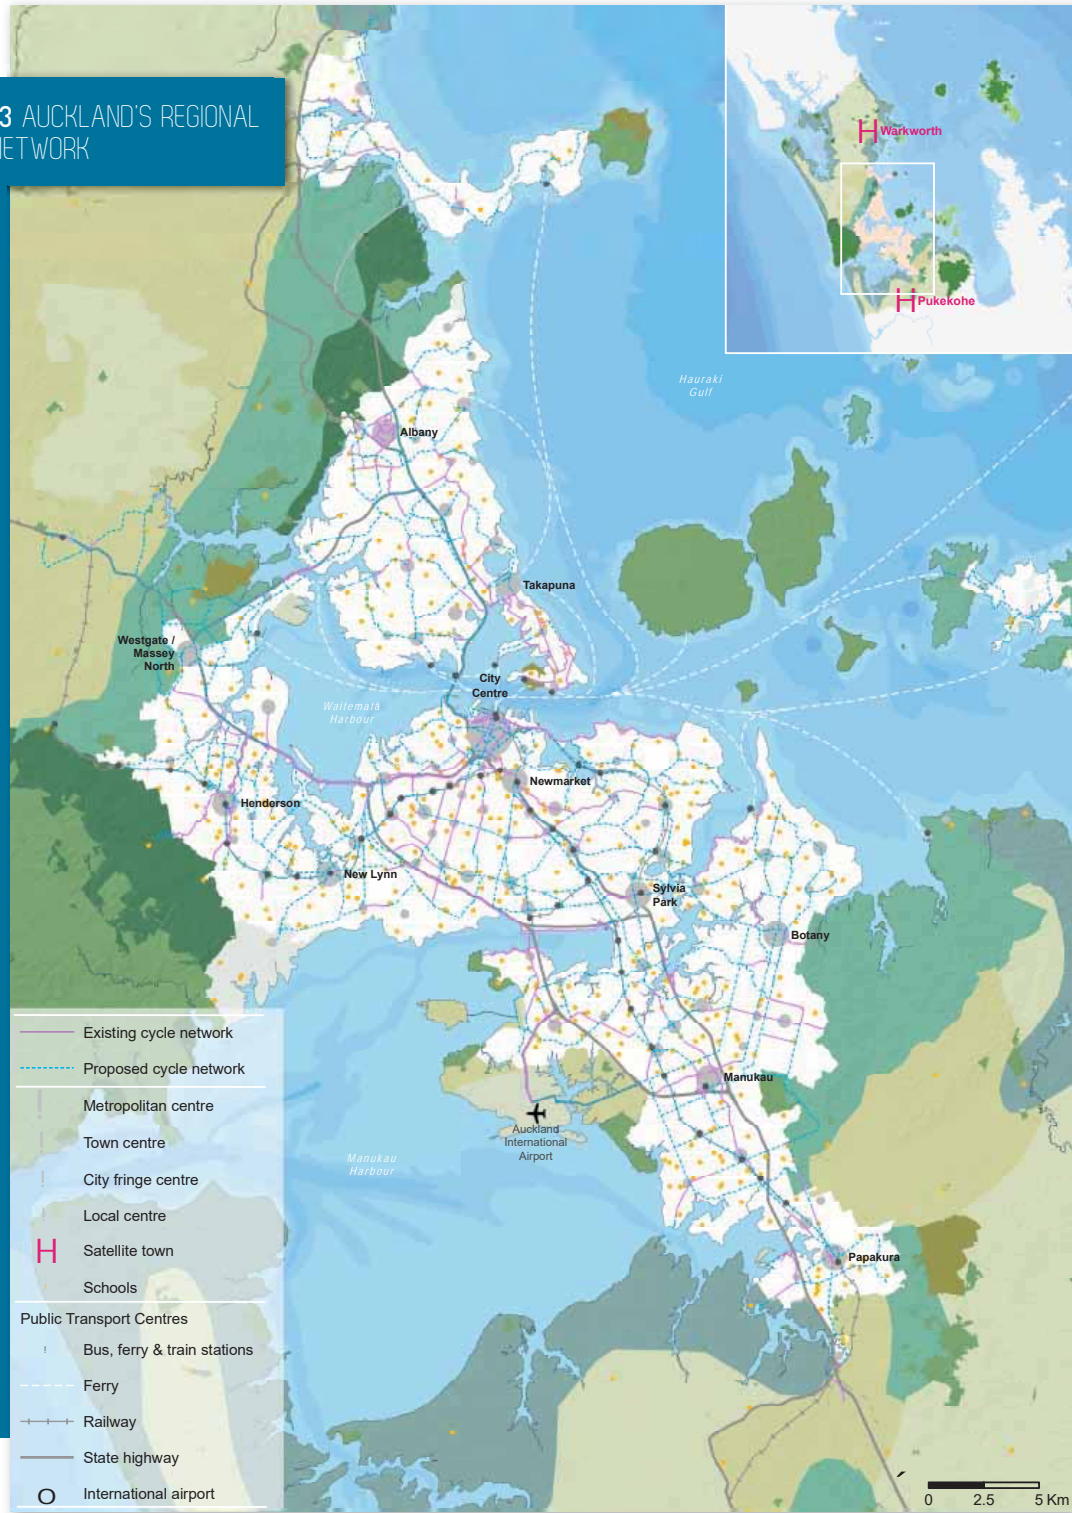 3 AUCKLAND'S REGIONAL
NETWORK
Warkworth
Pukekohe
Hauraki
Gulf
Albany
Takapuna
Westgate /
Massey
North
City
Centre
Waitematā
Harbour
Newmarket
Henderson
New Lynn
Sylvia
Park
Botany
Manukau
Auckland
International
Airport
Manukau
Harbour
Papakura
Existing cycle network
Proposed cycle network
Metropolitan centre
Town centre
City fringe centre
Local centre
H Satellite town
Schools
Public Transport Centres
Bus, ferry & train stations
Ferry
Railway
State highway
O International airport
0 2.5 5 Km